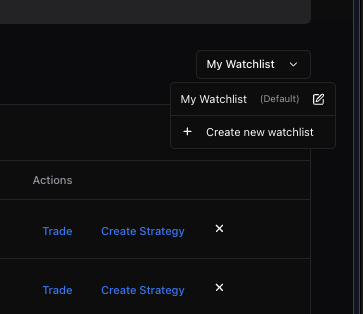 My Watchlist
My Watchlist (Default)
+ Create new watchlist
Actions
Trade Create Strategy ×
Trade Create Strategy ×